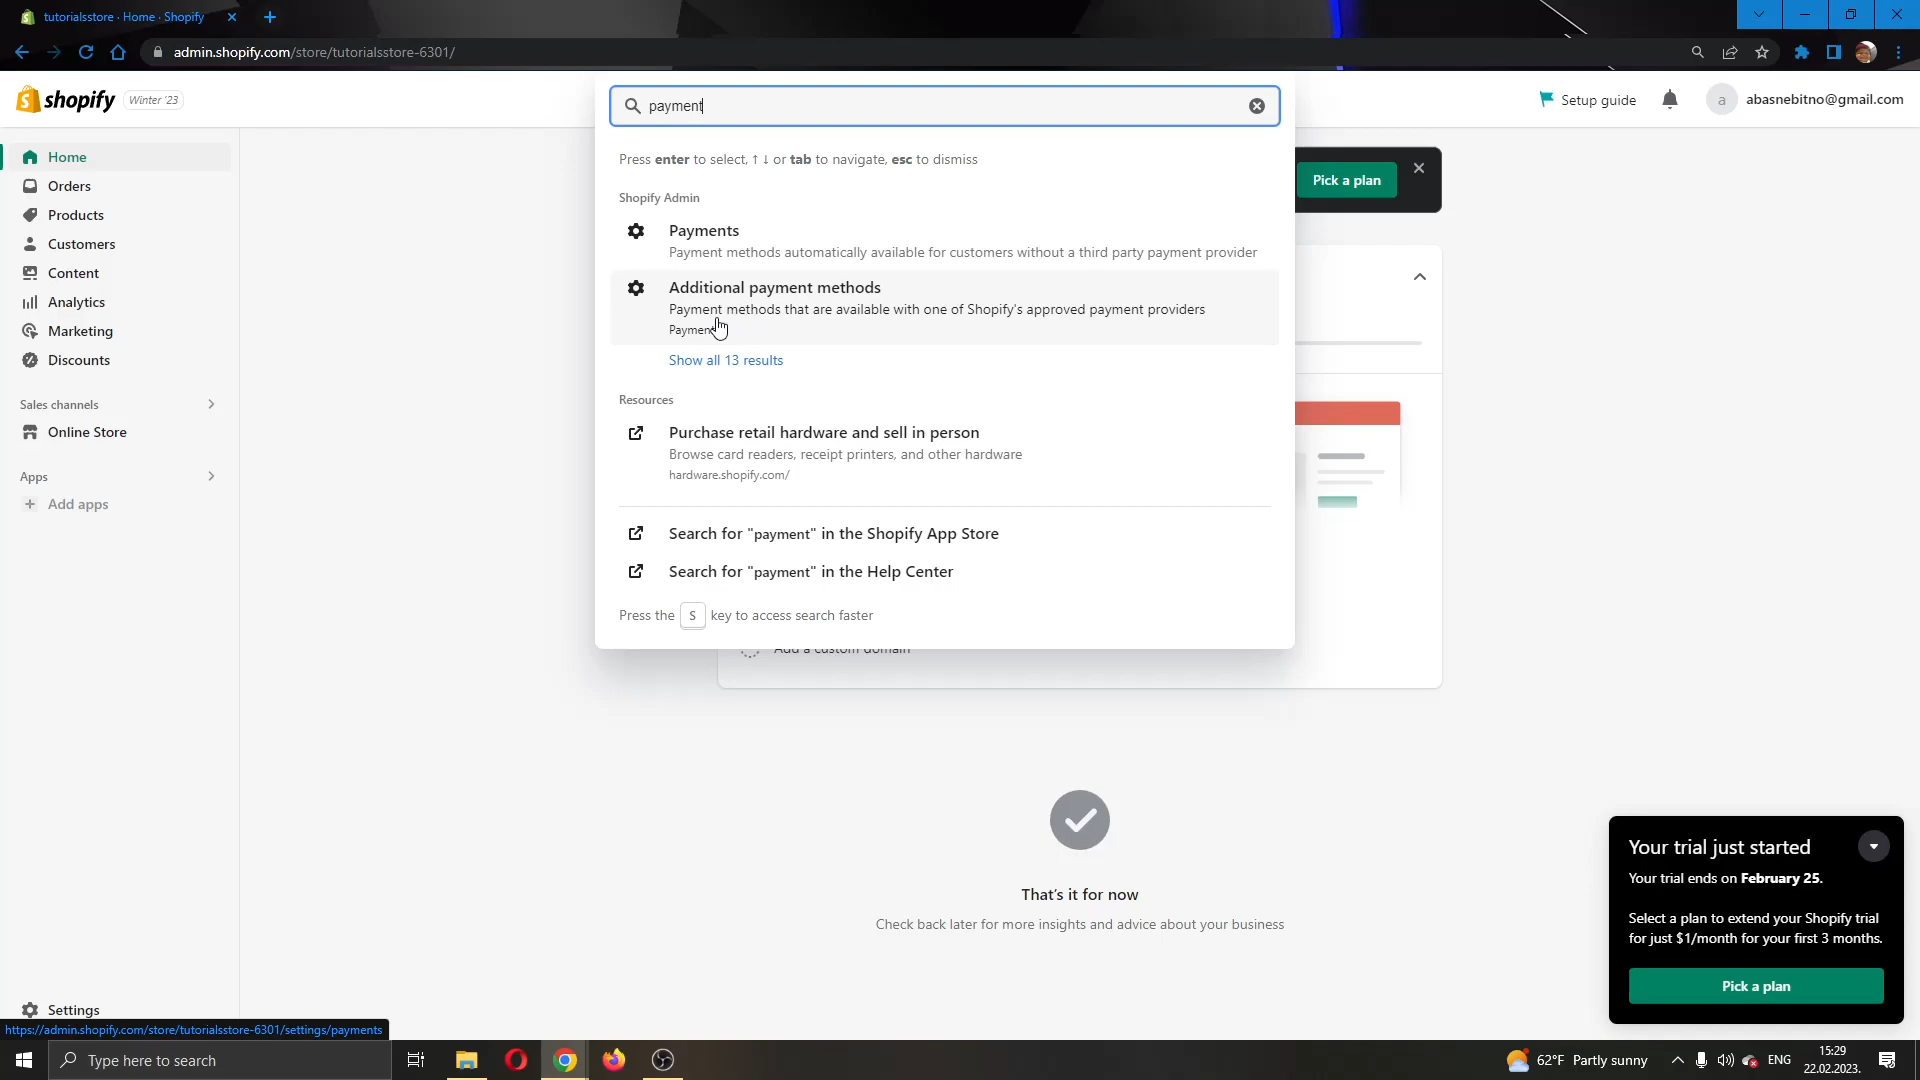 tutorialsstore · Home · Shopify
admin.shopify.com/store/tutorialsstore-6301/
shopify
Winter '23
payment
Setup guide
a
abasnebitno@gmail.com
Home
Orders
Products
Customers
Content
Analytics
Marketing
Discounts
Sales channels
Online Store
Apps
Add apps
Settings
Press enter to select, ↑ ↓ or tab to navigate, esc to dismiss
Shopify Admin
Payments
Payment methods automatically available for customers without a third party payment provider
Additional payment methods
Payment methods that are available with one of Shopify's approved payment providers
Show all 13 results
Resources
Purchase retail hardware and sell in person
Browse card readers, receipt printers, and other hardware
hardware.shopify.com/
Search for "payment" in the Shopify App Store
Search for "payment" in the Help Center
Press the S key to access search faster
Pick a plan
Add a custom domain
That's it for now
Check back later for more insights and advice about your business
Your trial just started
Your trial ends on February 25.
Select a plan to extend your Shopify trial
for just $1/month for your first 3 months.
Pick a plan
https://admin.shopify.com/store/tutorialsstore-6301/settings/payments
Type here to search
62°F Partly sunny
ENG
15:29
22.02.2023.